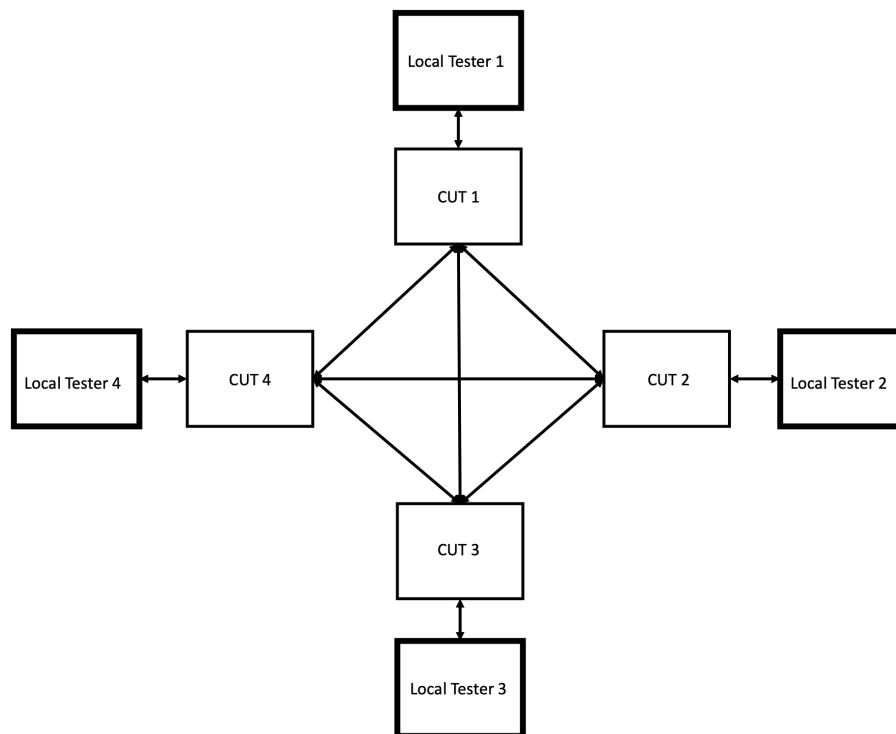 Local Tester 1
CUT 1
Local Tester 4
CUT 4
CUT 2
Local Tester 2
CUT 3
Local Tester 3